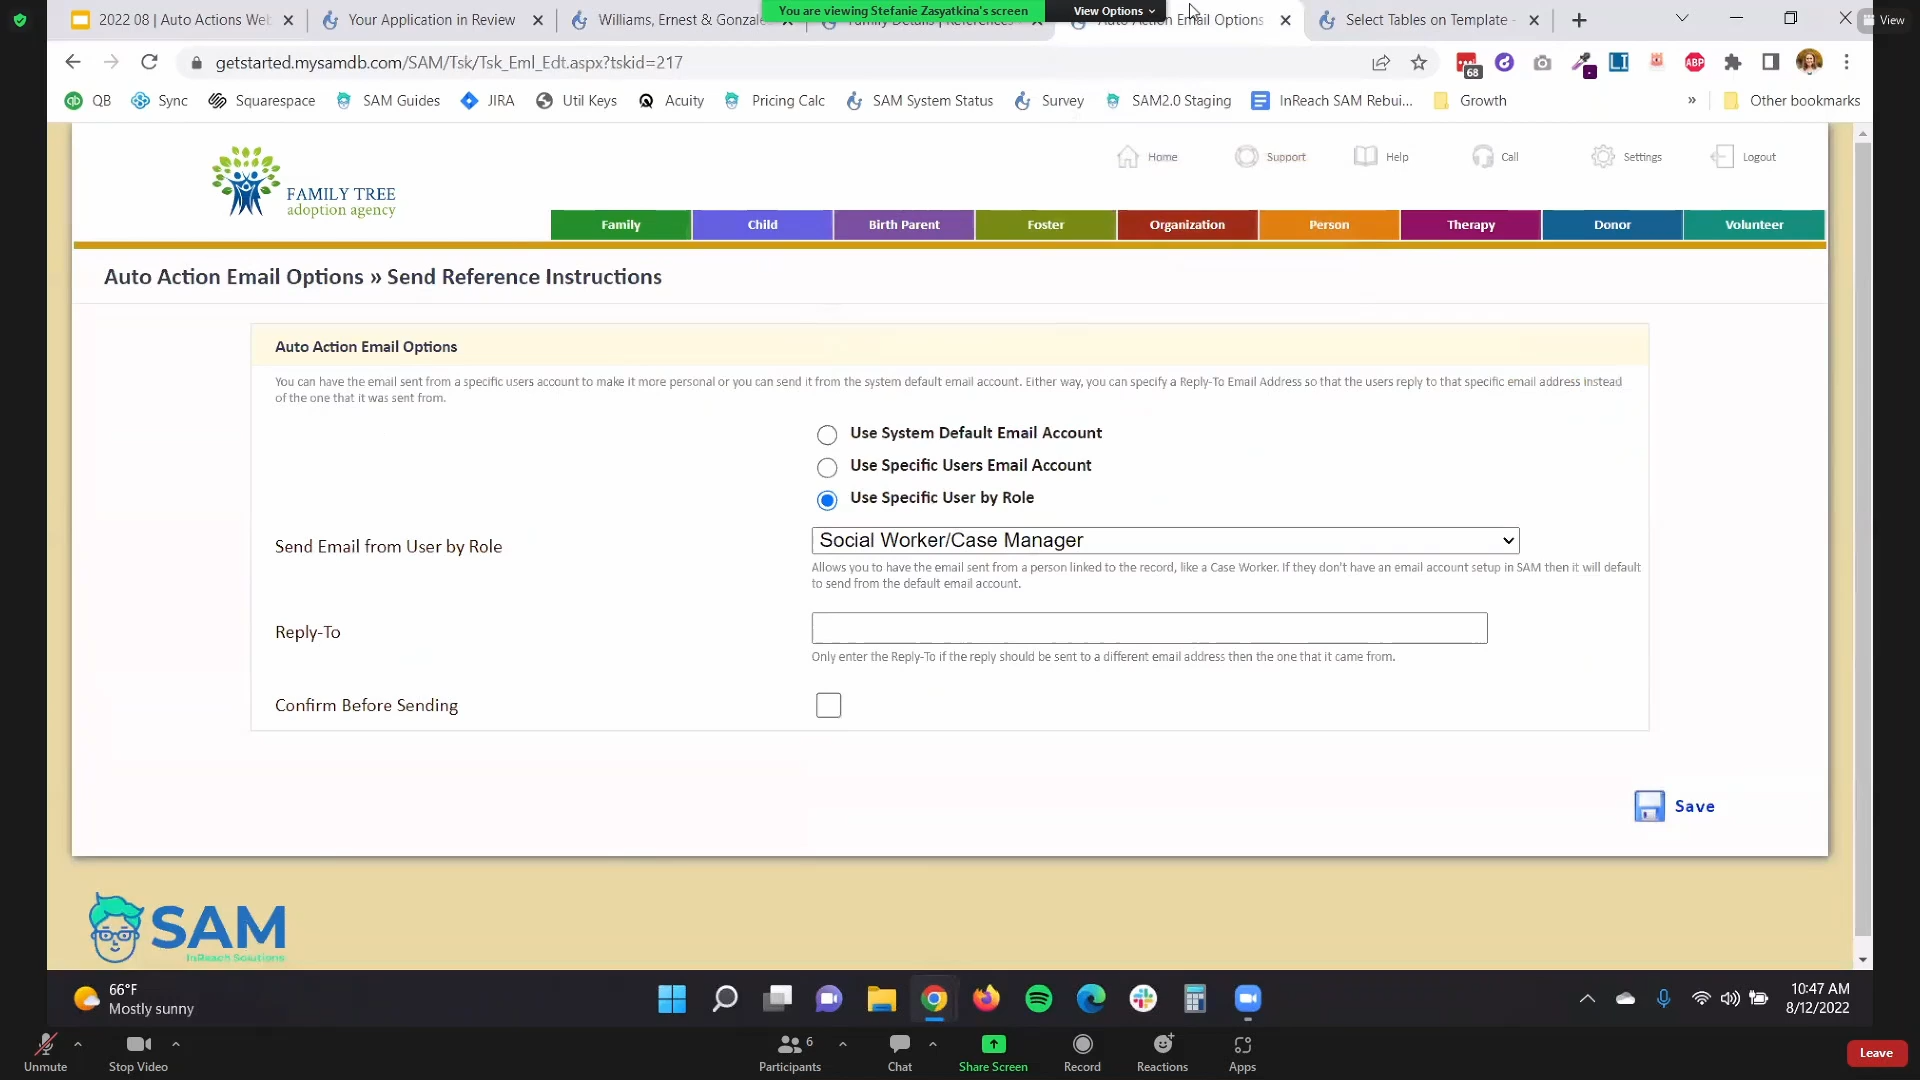 2022 08 | Auto Actions Web
Your Application in Review
Williams, Ernest & Gonzale
Family Details | References
Auto Action Email Options
Select Tables on Template -
You are viewing Stefanie Zasyatkina's screen
View Options
View
getstarted.mysamdb.com/SAM/Tsk/Tsk_Eml_Edt.aspx?tskid=217
68
ABP
QB
Sync
Squarespace
SAM Guides
JIRA
Util Keys
Acuity
Pricing Calc
SAM System Status
Survey
SAM2.0 Staging
InReach SAM Rebui...
Growth
»
Other bookmarks
FAMILY TREE
adoption agency
Home
Support
Help
Call
Settings
Logout
Family
Child
Birth Parent
Foster
Organization
Person
Therapy
Donor
Volunteer
Auto Action Email Options » Send Reference Instructions
Auto Action Email Options
You can have the email sent from a specific users account to make it more personal or you can send it from the system default email account. Either way, you can specify a Reply-To Email Address so that the users reply to that specific email address instead
of the one that it was sent from.
Use System Default Email Account
Use Specific Users Email Account
Use Specific User by Role
Send Email from User by Role
Social Worker/Case Manager
Allows you to have the email sent from a person linked to the record, like a Case Worker. If they don't have an email account setup in SAM then it will default
to send from the default email account.
Reply-To
Only enter the Reply-To if the reply should be sent to a different email address then the one that it came from.
Confirm Before Sending
Save
SAM
InReach Solutions
66°F
Mostly sunny
10:47 AM
8/12/2022
Unmute
Stop Video
Participants
6
Chat
Share Screen
Record
Reactions
Apps
Leave